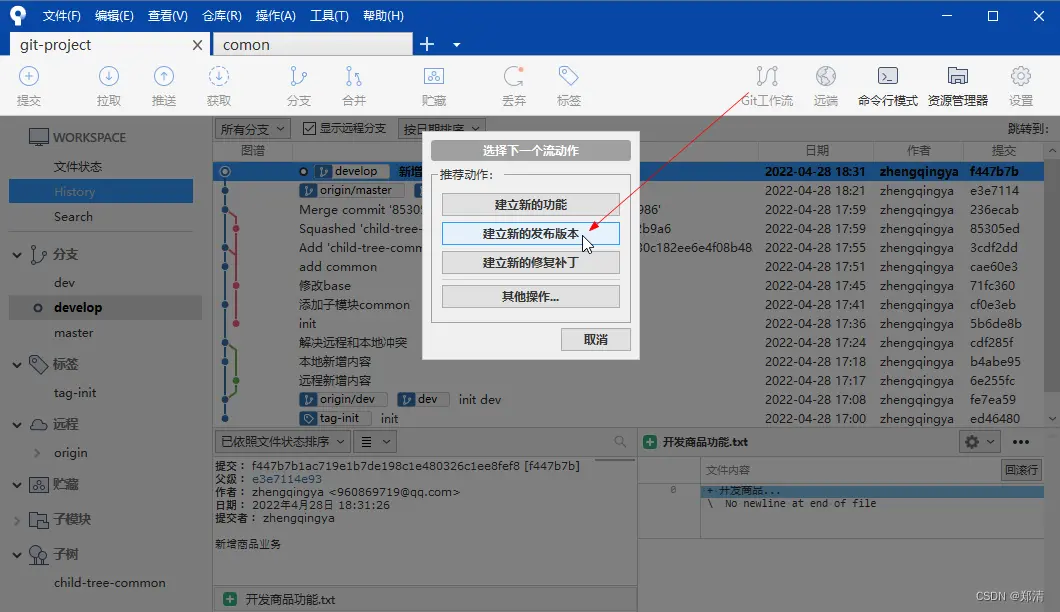 文件(F) 编辑(E) 查看(V) 仓库(R) 操作(A) 工具(T) 帮助(H)
git-project comon
提交 拉取 推送 获取 分支 合并 贮藏 丢弃 标签 Git工作流 远端 命令行模式 资源管理器 设置
WORKSPACE
文件状态
History
Search
分支
dev
develop
master
标签
tag-init
远程
origin
贮藏
子模块
子树
child-tree-common
所有分支 显示远程分支 按日期排序 跳转到:
图谱 日期 作者 提交
develop 新增 2022-04-28 18:31 zhengqingya f447b7b
origin/master 2022-04-28 18:21 zhengqingya e3e7114
Merge commit '85305 986' 2022-04-28 17:59 zhengqingya 236ecab
Squashed 'child-tree-com 2b9a6 2022-04-28 17:59 zhengqingya 85305ed
Add 'child-tree-comm 80c182ee6e4f08b48 2022-04-28 17:55 zhengqingya 3cdf2dd
add common 2022-04-28 17:51 zhengqingya cae60e3
修改base 2022-04-28 17:45 zhengqingya 71fc360
添加子模块common 2022-04-28 17:41 zhengqingya cf0e3eb
init 2022-04-28 17:36 zhengqingya 5b6de8b
解决远程和本地冲突 2022-04-28 17:24 zhengqingya cdf285f
本地新增内容 2022-04-28 17:18 zhengqingya b4abe95
远程新增内容 2022-04-28 17:17 zhengqingya 6e255fc
origin/dev dev init dev 2022-04-28 17:08 zhengqingya fe7ea59
tag-init init 2022-04-28 17:00 zhengqingya ed46480
选择下一个流动作
推荐动作:
建立新的功能
建立新的发布版本
建立新的修复补丁
其他操作...
取消
已依照文件状态排序
提交: f447b7b1ac719e1b7de198c1e480326c1ee8fef8 [f447b7b]
父级: e3e7114e93
作者: zhengqingya <960869719@qq.com>
日期: 2022年4月28日 18:31:26
提交者: zhengqingya
新增商品业务
开发商品功能.txt
开发商品功能.txt
文件内容 回滚行
0 + 开发商品...
\ No newline at end of file
CSDN @郑清